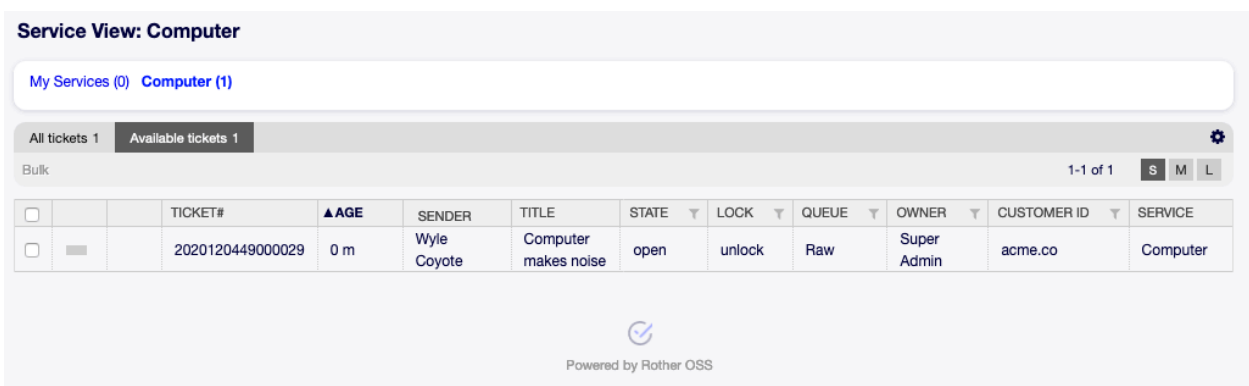 Service View: Computer
My Services (0) Computer (1)
All tickets 1 Available tickets 1
Bulk 1-1 of 1 S M L
TICKET# ▲AGE SENDER TITLE STATE LOCK QUEUE OWNER CUSTOMER ID SERVICE
2020120449000029 0 m Wyle Coyote Computer makes noise open unlock Raw Super Admin acme.co Computer
Powered by Rother OSS